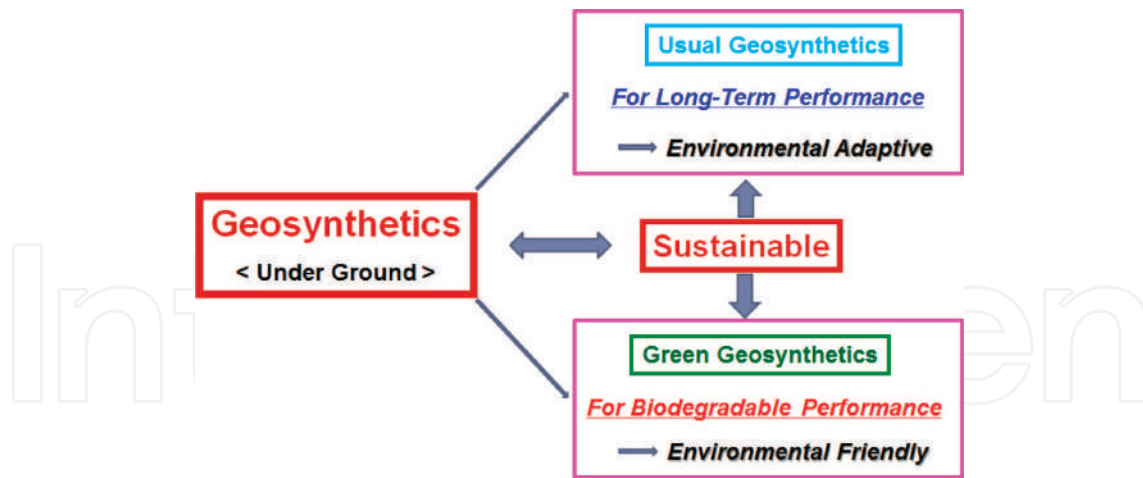 Usual Geosynthetics
For Long-Term Performance
Environmental Adaptive
Geosynthetics
< Under Ground >
Sustainable
Green Geosynthetics
For Biodegradable Performance
Environmental Friendly